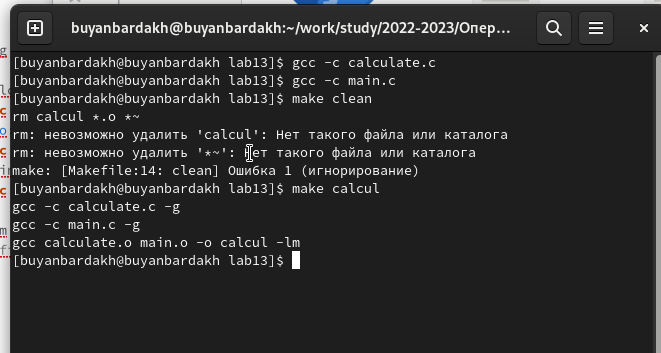 buyanbardakh@buyanbardakh:~/work/study/2022-2023/Опер...
[buyanbardakh@buyanbardakh lab13]$ gcc -c calculate.c
[buyanbardakh@buyanbardakh lab13]$ gcc -c main.c
[buyanbardakh@buyanbardakh lab13]$ make clean
rm calcul *.o *~
rm: невозможно удалить 'calcul': Нет такого файла или каталога
rm: невозможно удалить '*~': Нет такого файла или каталога
make: [Makefile:14: clean] Ошибка 1 (игнорирование)
[buyanbardakh@buyanbardakh lab13]$ make calcul
gcc -c calculate.c -g
gcc -c main.c -g
gcc calculate.o main.o -o calcul -lm
[buyanbardakh@buyanbardakh lab13]$